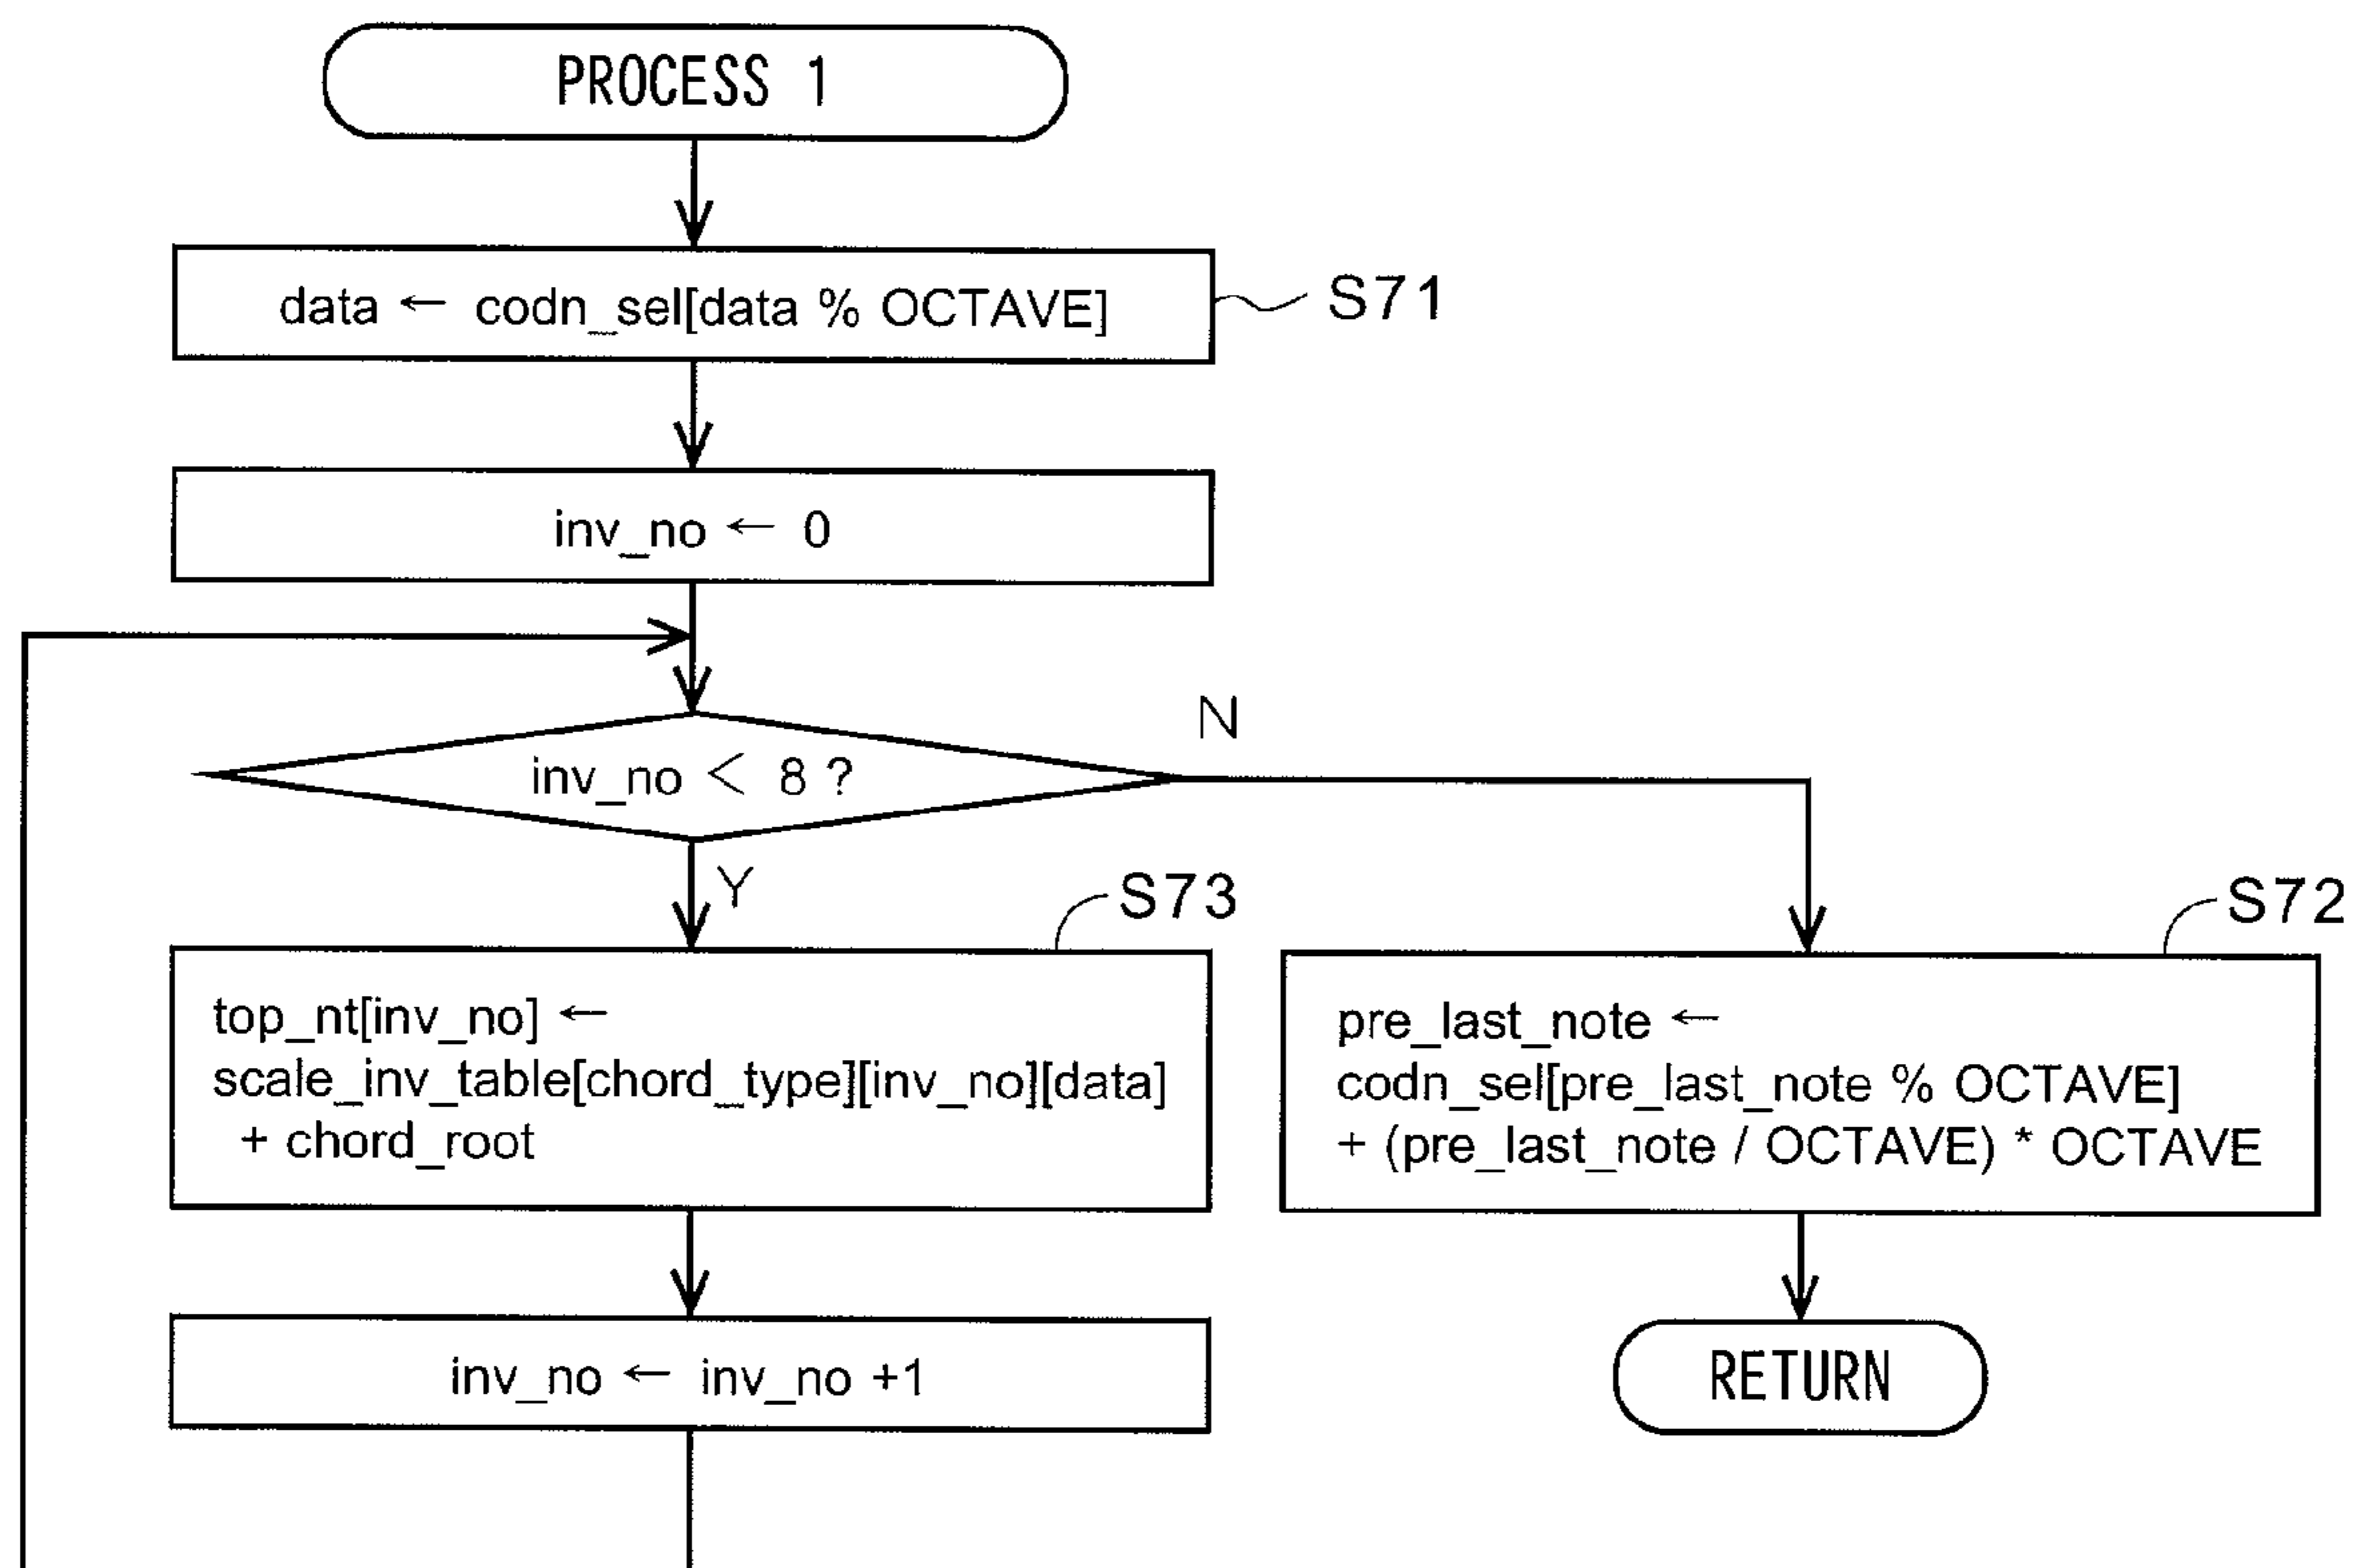 PROCESS 1
data ← codn_sel[data % OCTAVE]
S71
inv_no ← 0
inv_no < 8 ?
N
Y
S73
top_nt[inv_no] ←
scale_inv_table[chord_type][inv_no][data]
+ chord_root
S72
pre_last_note ←
codn_sel[pre_last_note % OCTAVE]
+ (pre_last_note / OCTAVE) * OCTAVE
inv_no ← inv_no +1
RETURN